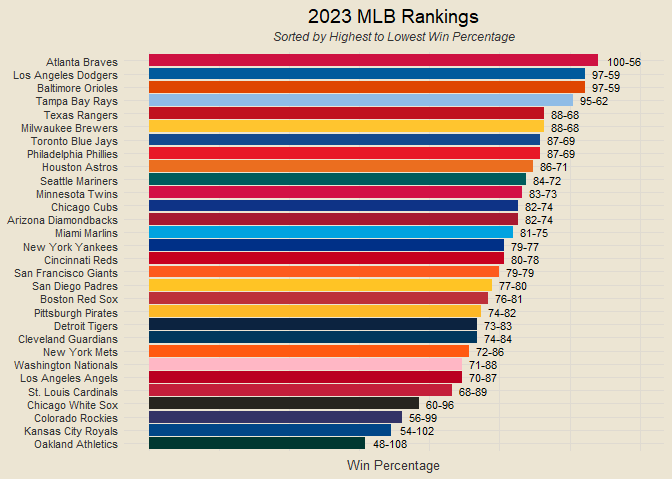 2023 MLB Rankings
Sorted by Highest to Lowest Win Percentage
Atlanta Braves 100-56
Los Angeles Dodgers 97-59
Baltimore Orioles 97-59
Tampa Bay Rays 95-62
Texas Rangers 88-68
Milwaukee Brewers 88-68
Toronto Blue Jays 87-69
Philadelphia Phillies 87-69
Houston Astros 86-71
Seattle Mariners 84-72
Minnesota Twins 83-73
Chicago Cubs 82-74
Arizona Diamondbacks 82-74
Miami Marlins 81-75
New York Yankees 79-77
Cincinnati Reds 80-78
San Francisco Giants 79-79
San Diego Padres 77-80
Boston Red Sox 76-81
Pittsburgh Pirates 74-82
Detroit Tigers 73-83
Cleveland Guardians 74-84
New York Mets 72-86
Washington Nationals 71-88
Los Angeles Angels 70-87
St. Louis Cardinals 68-89
Chicago White Sox 60-96
Colorado Rockies 56-99
Kansas City Royals 54-102
Oakland Athletics 48-108
Win Percentage